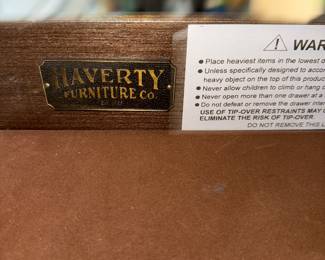 HAVERTY
FURNITURE CO.
⚠ WAR
● Place heaviest items in the lowest d
● Unless specifically designed to acco
heavy object on the top of this produc
● Never allow children to climb or hang
● Never open more than one drawer at a
● Do not defeat or remove the drawer inter
USE OF TIP-OVER RESTRAINTS MAY
ELIMINATE THE RISK OF TIP-OVER.
DO NOT REMOVE THIS L